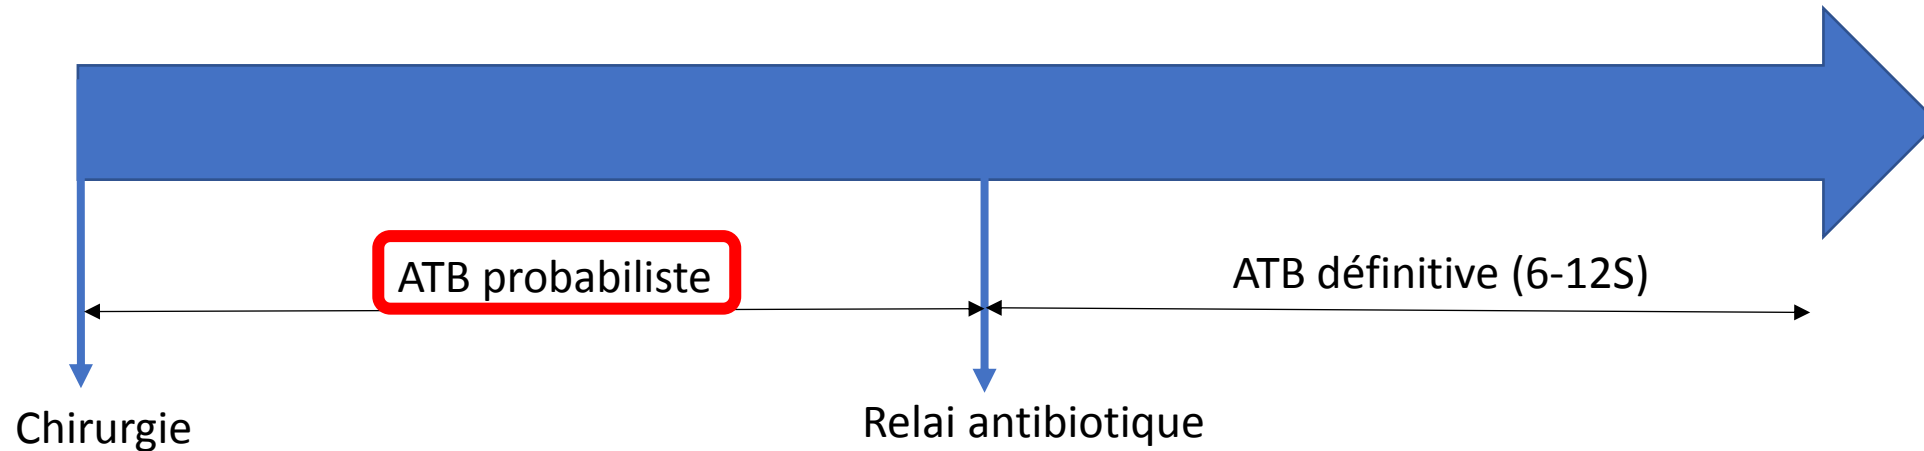 ATB probabiliste
ATB définitive (6-12S)
Chirurgie
Relai antibiotique